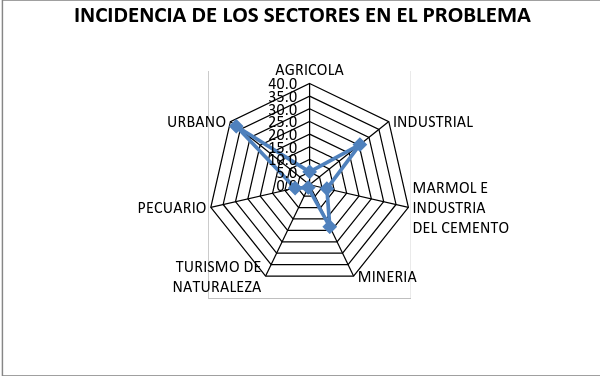 INCIDENCIA DE LOS SECTORES EN EL PROBLEMA
AGRICOLA
40.0
35.0
30.0
25.0
20.0
15.0
10.0
5.0
0.0
URBANO
INDUSTRIAL
PECUARIO
MARMOL E
INDUSTRIA
DEL CEMENTO
TURISMO DE
NATURALEZA
MINERIA